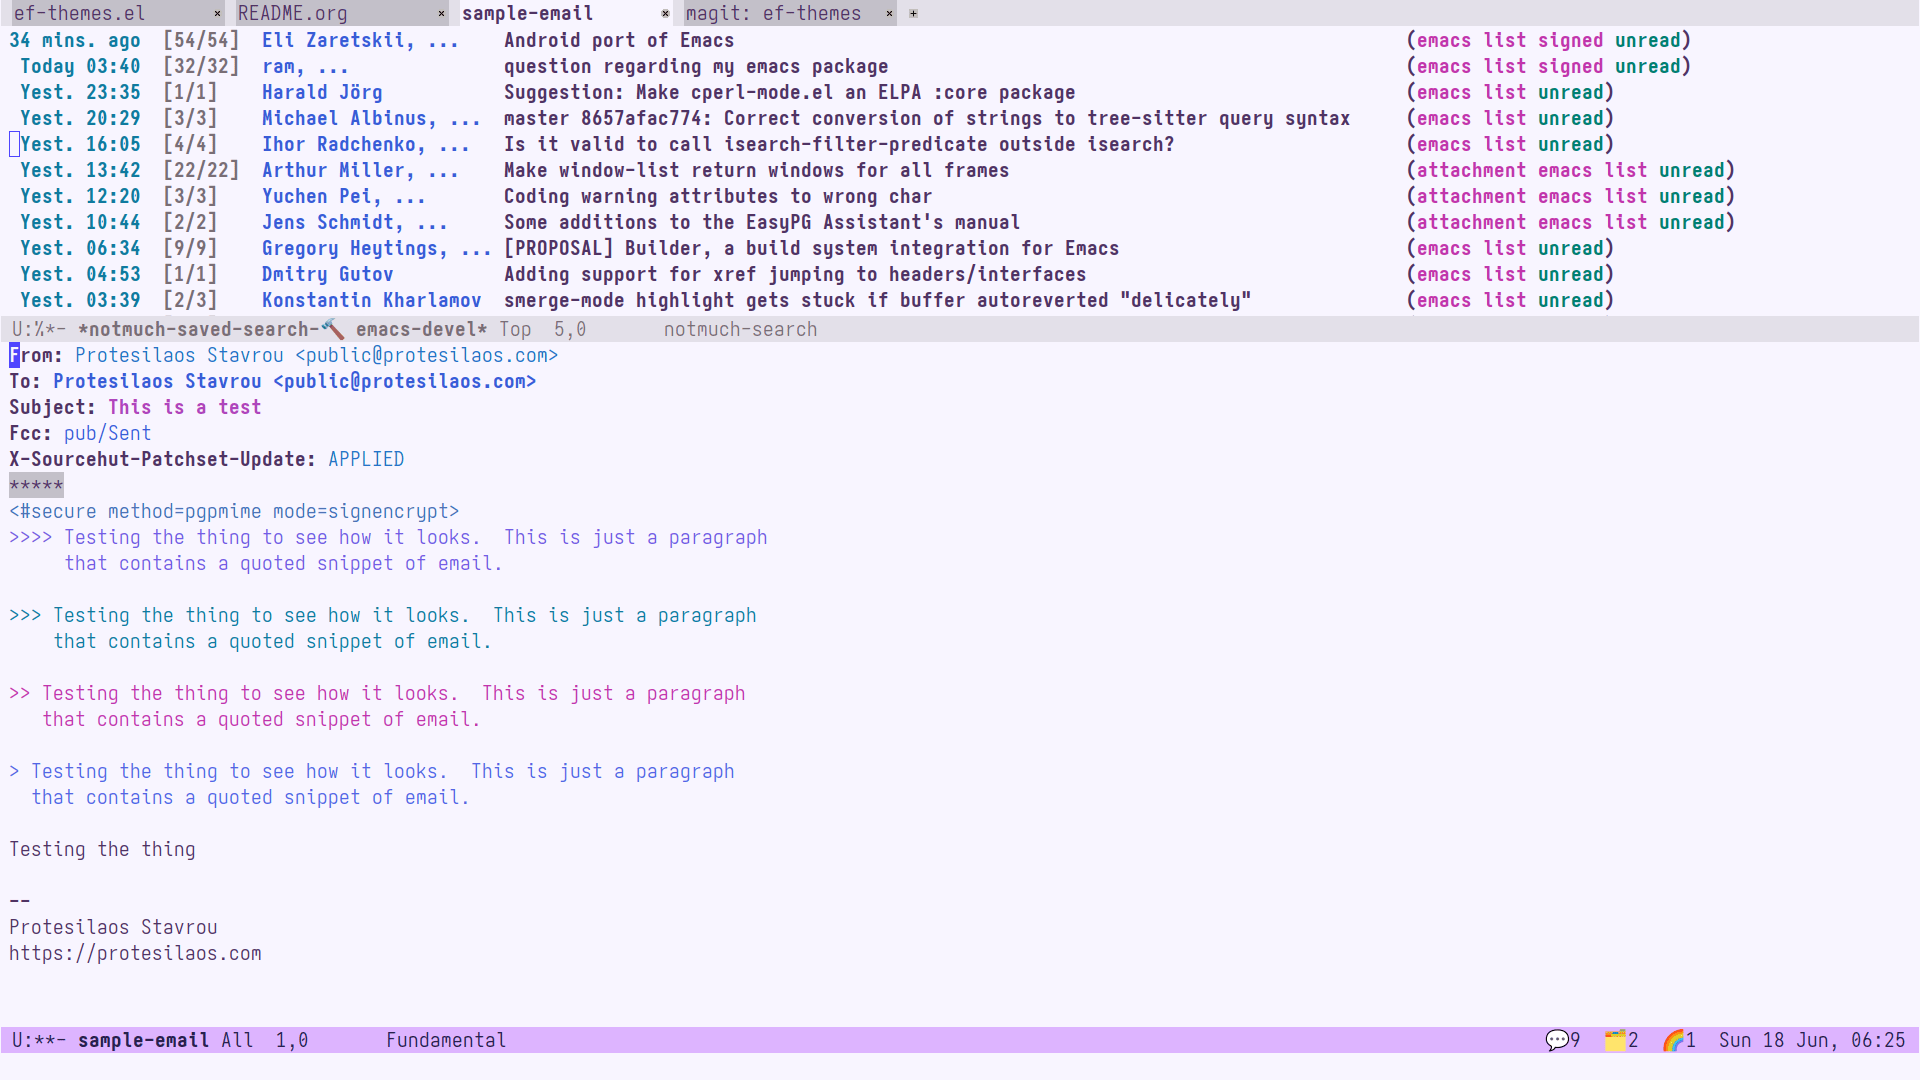 ef-themes.el × README.org × sample-email × magit: ef-themes × +
34 mins. ago [54/54] Eli Zaretskii, ... Android port of Emacs (emacs list signed unread)
Today 03:40 [32/32] ram, ... question regarding my emacs package (emacs list signed unread)
Yest. 23:35 [1/1] Harald Jörg Suggestion: Make cperl-mode.el an ELPA :core package (emacs list unread)
Yest. 20:29 [3/3] Michael Albinus, ... master 8657afac774: Correct conversion of strings to tree-sitter query syntax (emacs list unread)
Yest. 16:05 [4/4] Ihor Radchenko, ... Is it valid to call isearch-filter-predicate outside isearch? (emacs list unread)
Yest. 13:42 [22/22] Arthur Miller, ... Make window-list return windows for all frames (attachment emacs list unread)
Yest. 12:20 [3/3] Yuchen Pei, ... Coding warning attributes to wrong char (attachment emacs list unread)
Yest. 10:44 [2/2] Jens Schmidt, ... Some additions to the EasyPG Assistant's manual (attachment emacs list unread)
Yest. 06:34 [9/9] Gregory Heytings, ... [PROPOSAL] Builder, a build system integration for Emacs (emacs list unread)
Yest. 04:53 [1/1] Dmitry Gutov Adding support for xref jumping to headers/interfaces (emacs list unread)
Yest. 03:39 [2/3] Konstantin Kharlamov smerge-mode highlight gets stuck if buffer autoreverted "delicately" (emacs list unread)
U:%*- *notmuch-saved-search-🔨 emacs-devel* Top 5,0 notmuch-search
From: Protesilaos Stavrou <public@protesilaos.com>
To: Protesilaos Stavrou <public@protesilaos.com>
Subject: This is a test
Fcc: pub/Sent
X-Sourcehut-Patchset-Update: APPLIED
*****
<#secure method=pgpmime mode=signencrypt>
>>>> Testing the thing to see how it looks.  This is just a paragraph
that contains a quoted snippet of email.
>>> Testing the thing to see how it looks.  This is just a paragraph
that contains a quoted snippet of email.
>> Testing the thing to see how it looks.  This is just a paragraph
that contains a quoted snippet of email.
> Testing the thing to see how it looks.  This is just a paragraph
that contains a quoted snippet of email.
Testing the thing
--
Protesilaos Stavrou
https://protesilaos.com
U:**- sample-email All 1,0 Fundamental 💬9 🗂️2 🌈1 Sun 18 Jun, 06:25